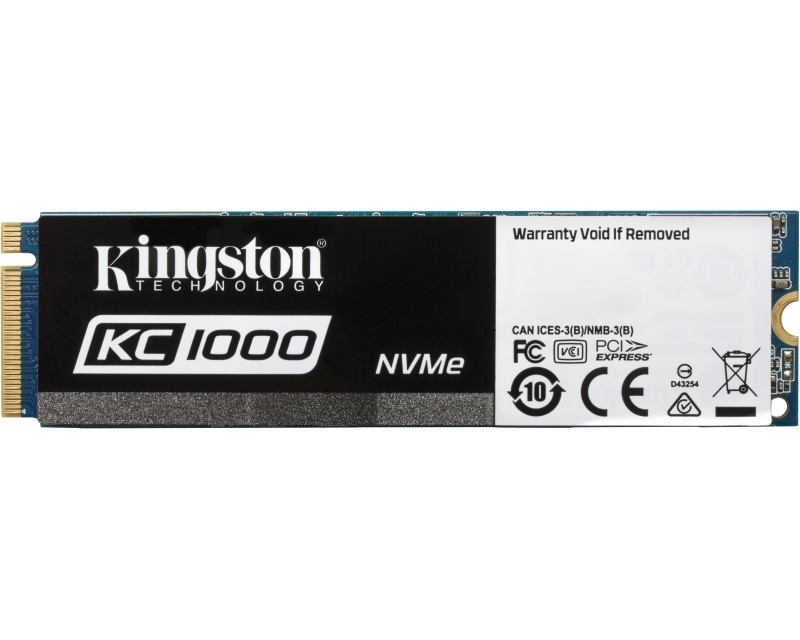 Kingston®
TECHNOLOGY
KC1000
NVMe
Warranty Void If Removed
CAN ICES-3(B)/NMB-3(B)
FC VCI PCI
EXPRESS®
10 CE D43254